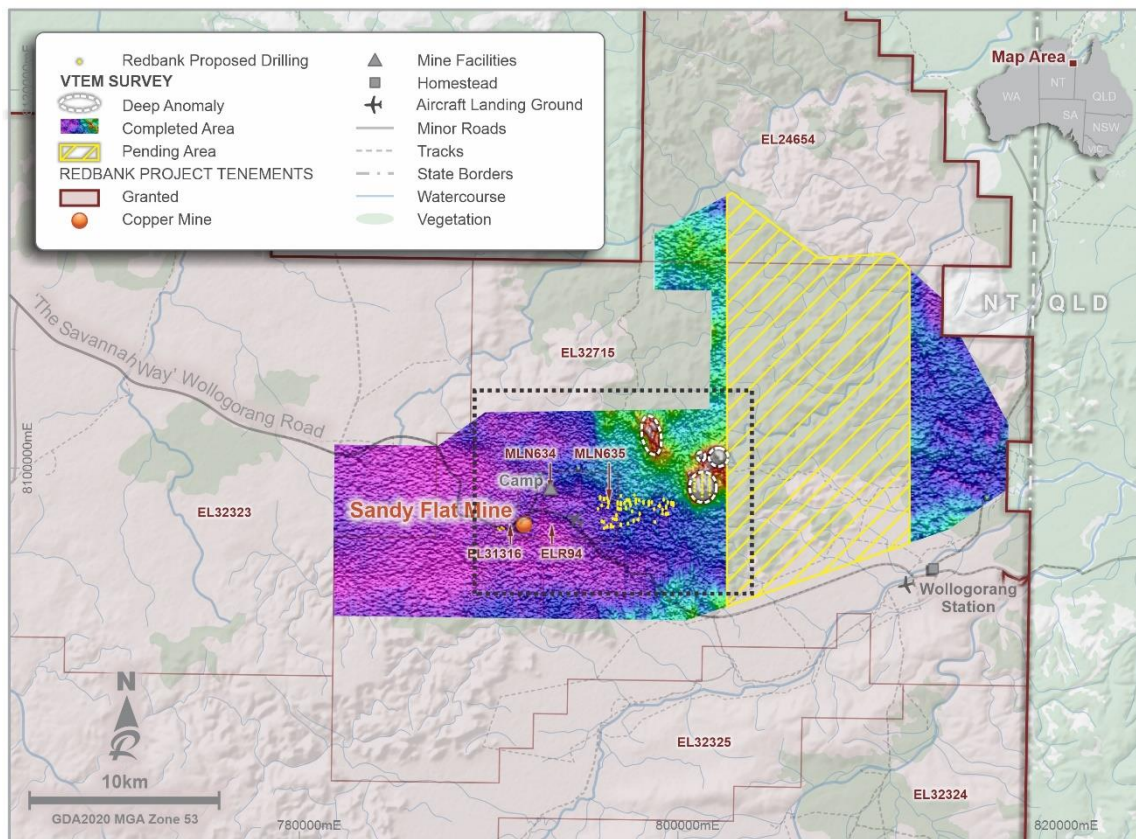 Redbank Proposed Drilling
VTEM SURVEY
Deep Anomaly
Completed Area
Pending Area
REDBANK PROJECT TENEMENTS
Granted
Copper Mine
Mine Facilities
Homestead
Aircraft Landing Ground
Minor Roads
Tracks
State Borders
Watercourse
Vegetation
Map Area
WA
NT
QLD
SA
NSW
VIC
8120000mE
EL24654
NT QLD
EL32715
'The Savannah Way' Wollogorang Road
8100000mE
MLN634
MLN635
Camp
EL32323
Sandy Flat Mine
EL31316
ELR94
Wollogorang
Station
N
EL32325
10km
EL32324
GDA2020 MGA Zone 53
780000mE
800000mE
820000mE